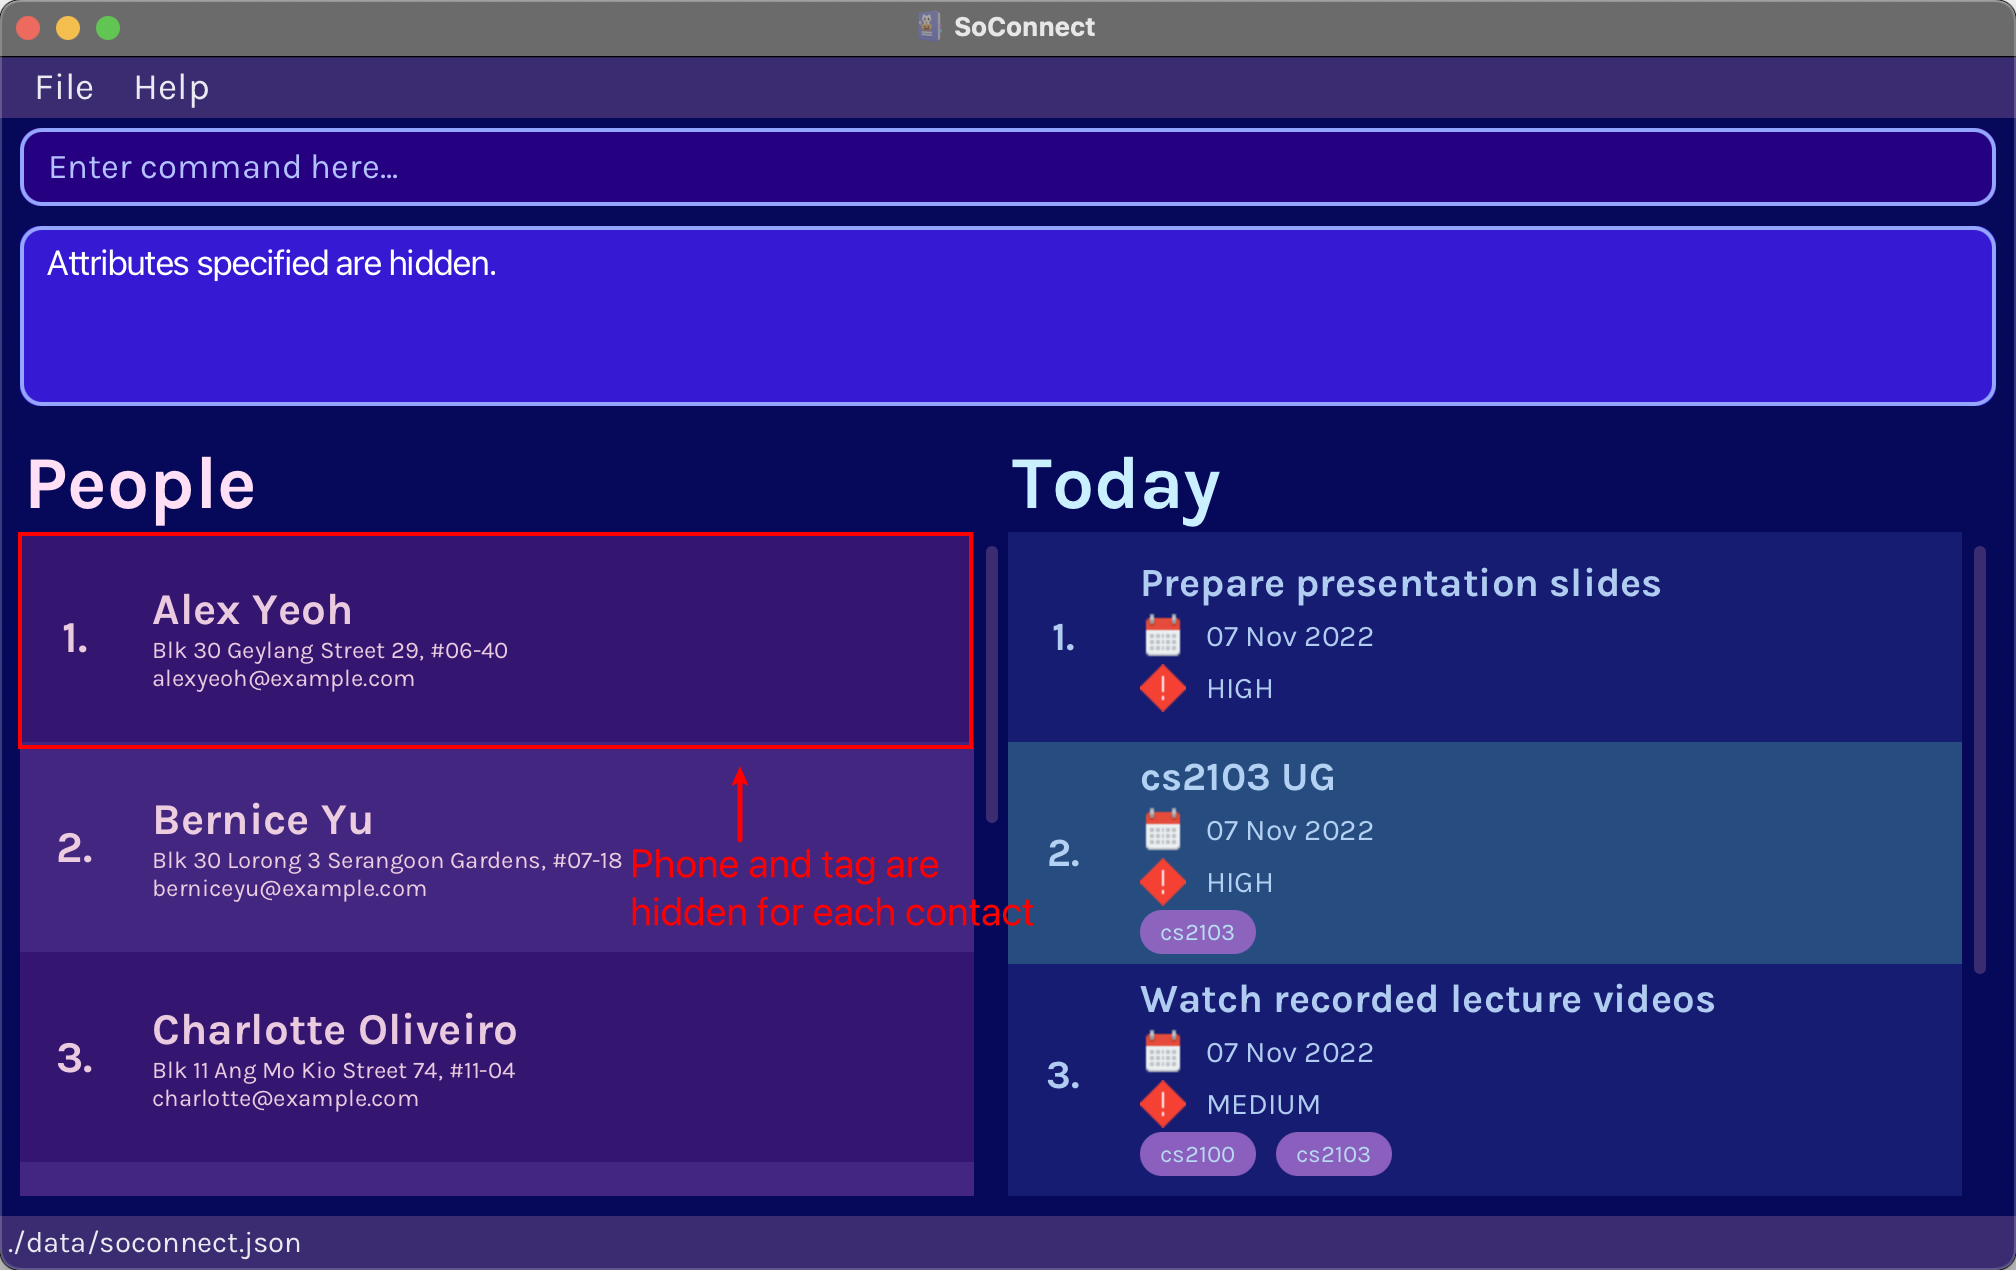 SoConnect
File Help
Enter command here...
Attributes specified are hidden.
People
1.
Alex Yeoh
Blk 30 Geylang Street 29, #06-40
alexyeoh@example.com
2.
Bernice Yu
Blk 30 Lorong 3 Serangoon Gardens, #07-18
berniceyu@example.com
Phone and tag are
hidden for each contact
3.
Charlotte Oliveiro
Blk 11 Ang Mo Kio Street 74, #11-04
charlotte@example.com
Today
1.
Prepare presentation slides
07 Nov 2022
HIGH
2.
cs2103 UG
07 Nov 2022
HIGH
cs2103
3.
Watch recorded lecture videos
07 Nov 2022
MEDIUM
cs2100 cs2103
./data/soconnect.json